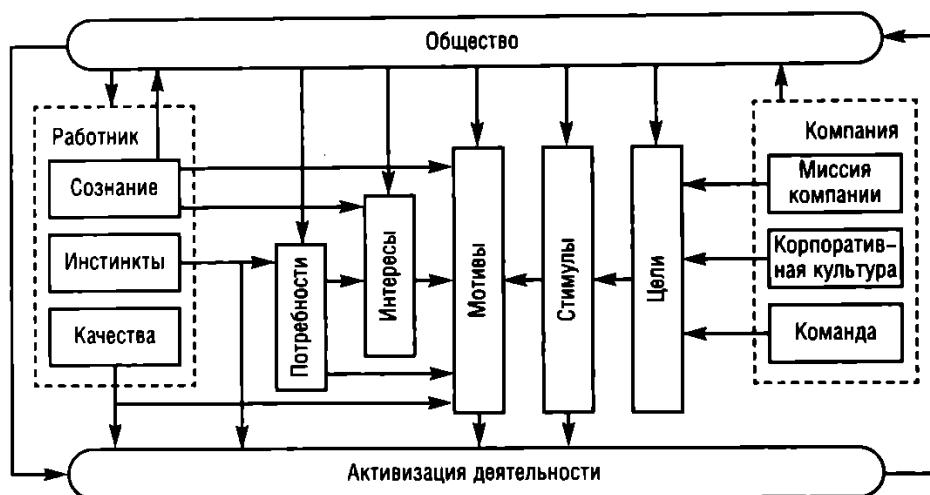 Общество
Работник
Сознание
Инстинкты
Качества
Потребности
Интересы
Мотивы
Стимулы
Цели
Компания
Миссия
компании
Корпоратив-
ная культура
Команда
Активизация деятельности